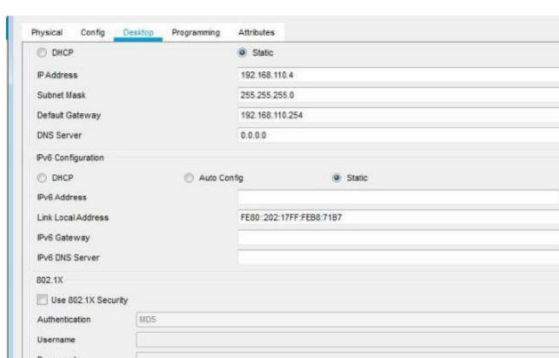 Physical Config Desktop Programming Attributes
DHCP Static
IP Address 192.168.110.4
Subnet Mask 255.255.255.0
Default Gateway 192.168.110.254
DNS Server 0.0.0.0
IPv6 Configuration
DHCP Auto Config Static
IPv6 Address
Link Local Address FE80::202:17FF:FEB8:71B7
IPv6 Gateway
IPv6 DNS Server
802.1X
Use 802.1X Security
Authentication MD5
Username